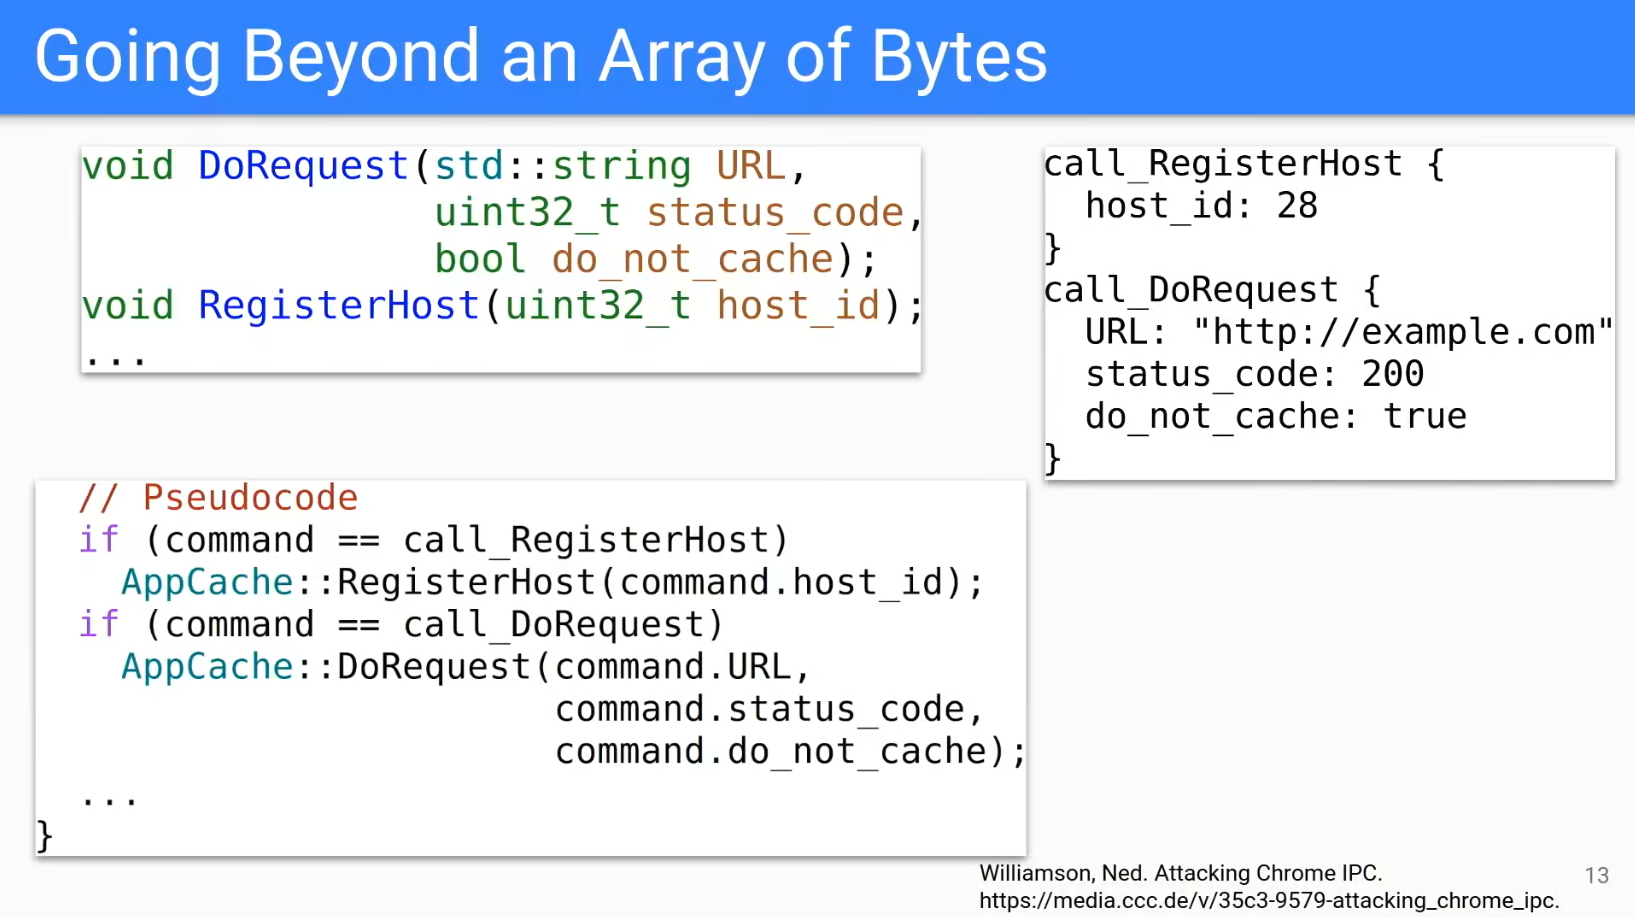 Going Beyond an Array of Bytes
void DoRequest(std::string URL,
uint32_t status_code,
bool do_not_cache);
void RegisterHost(uint32_t host_id);
...
call_RegisterHost {
host_id: 28
}
call_DoRequest {
URL: "http://example.com"
status_code: 200
do_not_cache: true
}
// Pseudocode
if (command == call_RegisterHost)
AppCache::RegisterHost(command.host_id);
if (command == call_DoRequest)
AppCache::DoRequest(command.URL,
command.status_code,
command.do_not_cache);
...
}
Williamson, Ned. Attacking Chrome IPC.
https://media.ccc.de/v/35c3-9579-attacking_chrome_ipc.
13